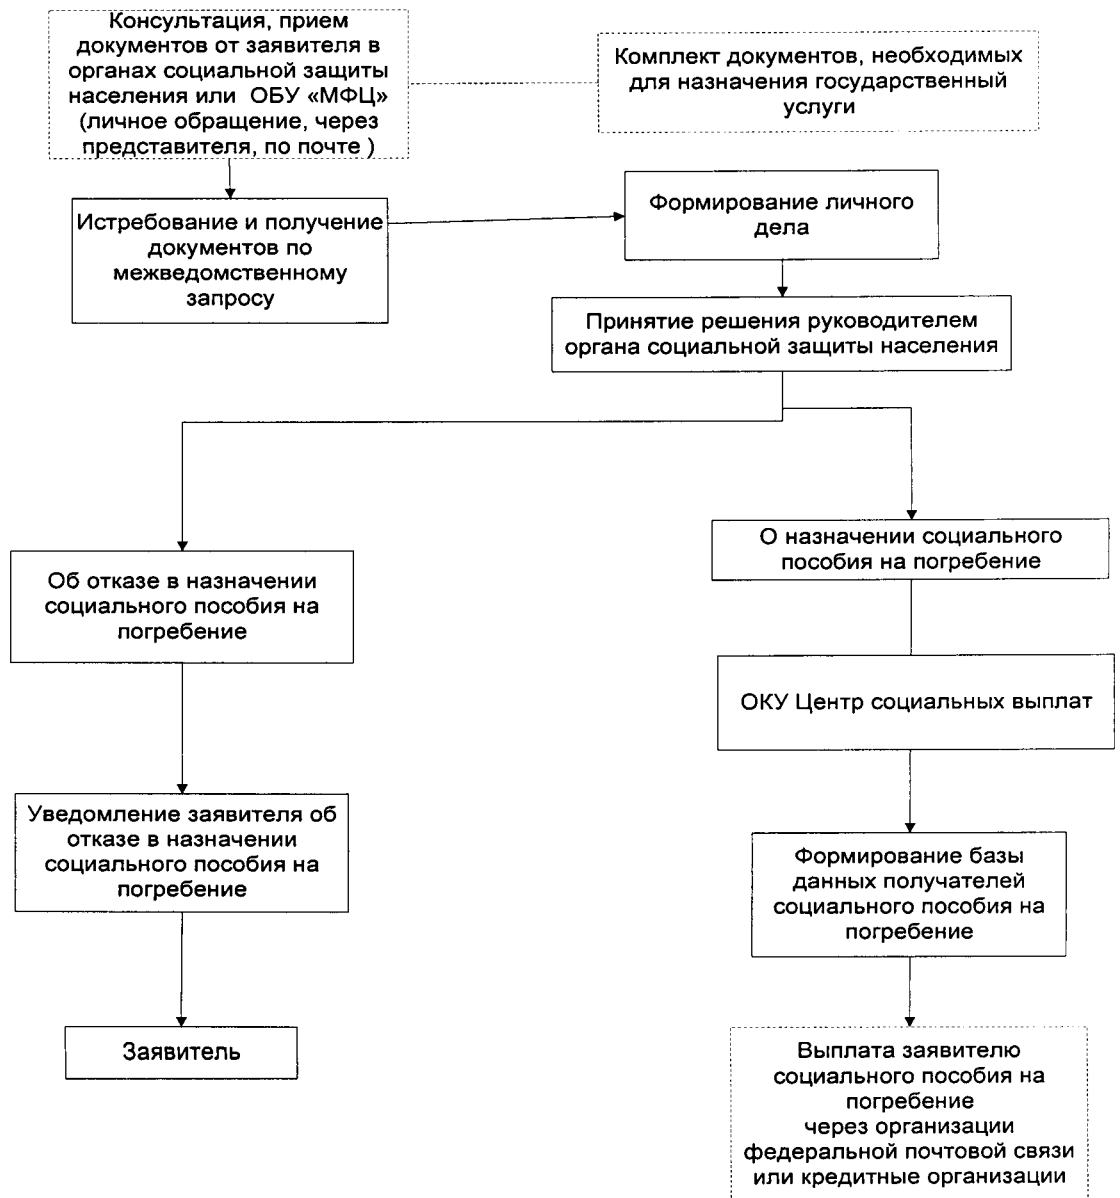 Консультация, прием
документов от заявителя в
органах социальной защиты
населения или ОБУ «МФЦ»
(личное обращение, через
представителя, по почте )
Комплект документов, необходимых
для назначения государственный
услуги
Истребование и получение
документов по
межведомственному
запросу
Формирование личного
дела
Принятие решения руководителем
органа социальной защиты населения
Об отказе в назначении
социального пособия на
погребение
О назначении социального
пособия на погребение
ОКУ Центр социальных выплат
Уведомление заявителя об
отказе в назначении
социального пособия на
погребение
Формирование базы
данных получателей
социального пособия на
погребение
Заявитель
Выплата заявителю
социального пособия на
погребение
через организации
федеральной почтовой связи
или кредитные организации